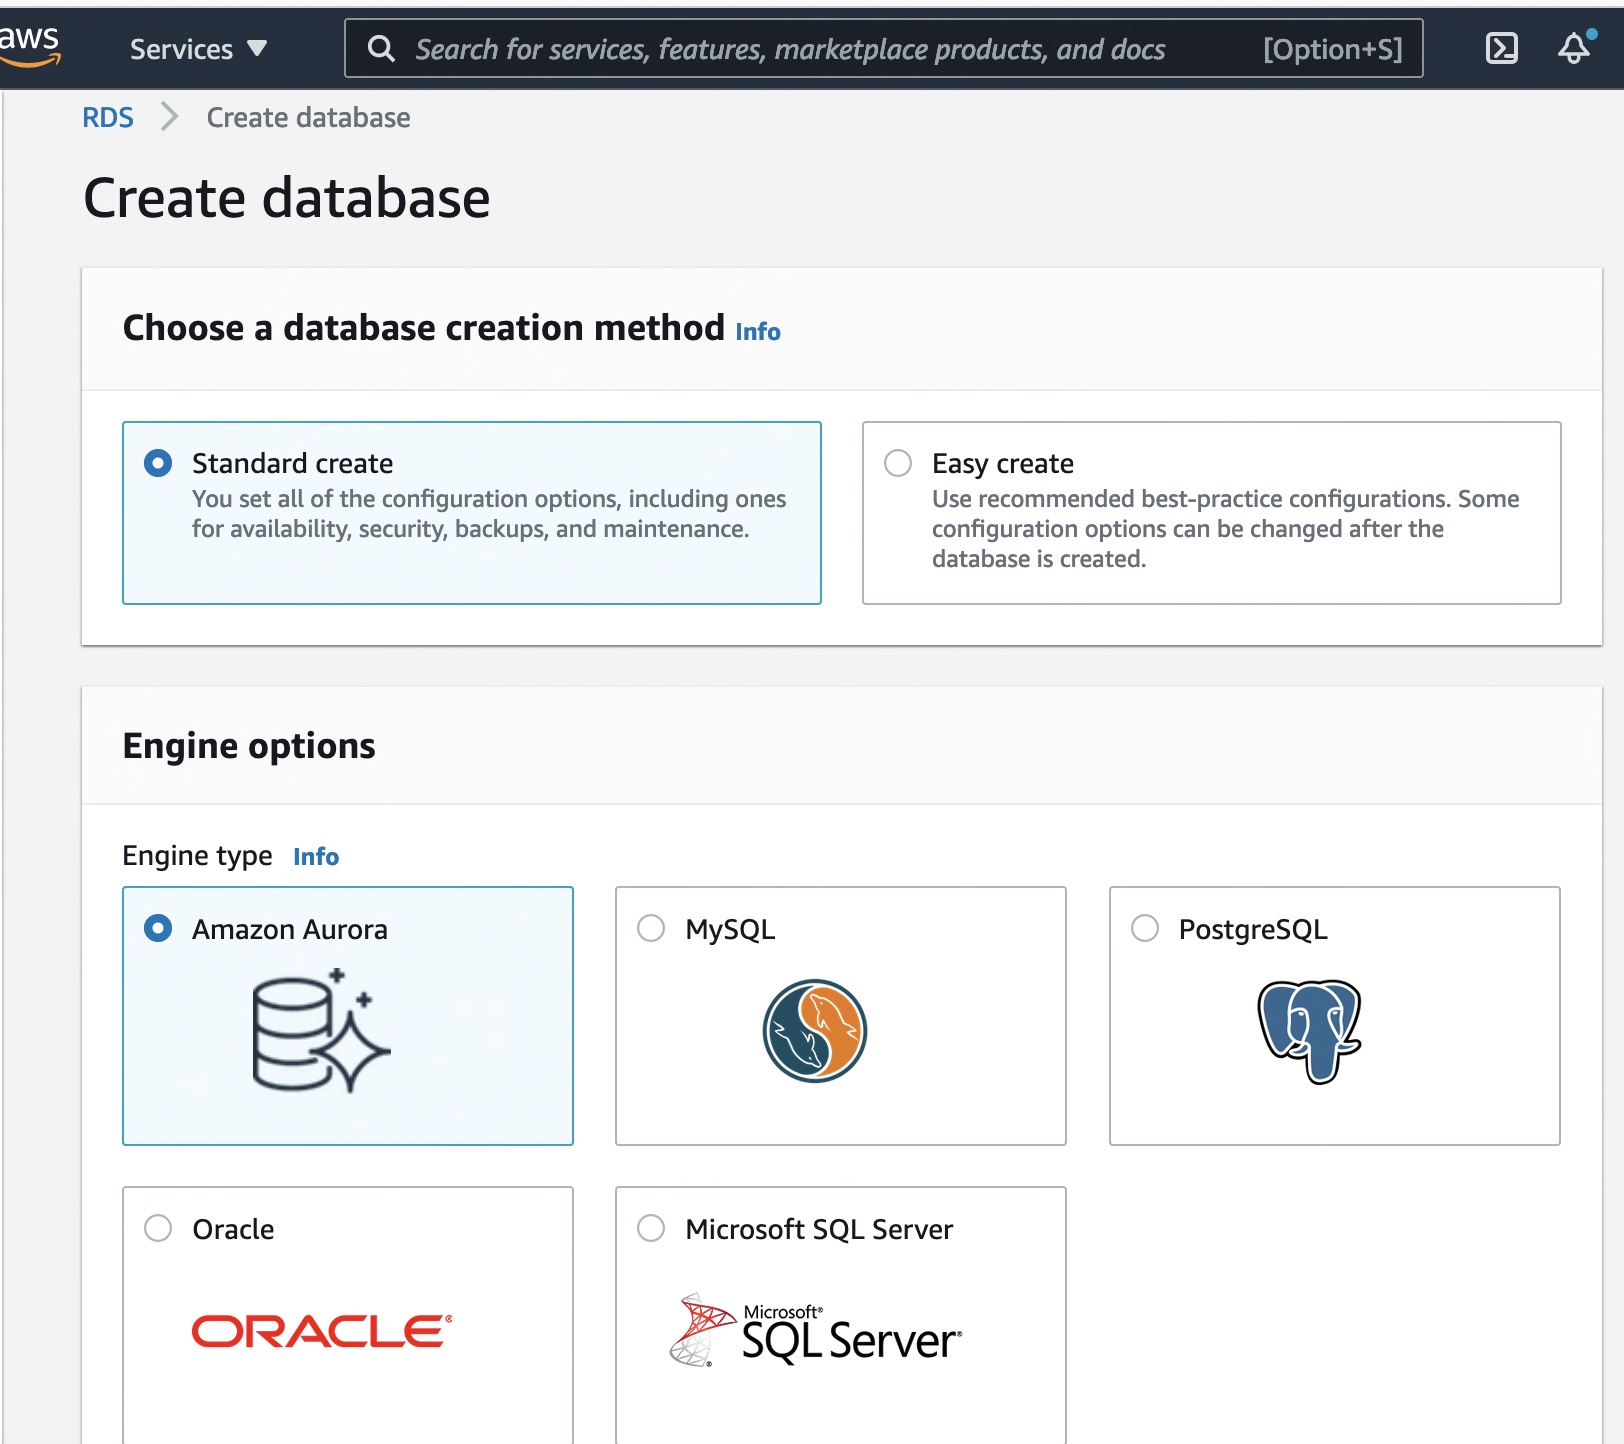 aws
Services
Search for services, features, marketplace products, and docs
[Option+S]
RDS
Create database
Create database
Choose a database creation method Info
Standard create
You set all of the configuration options, including ones
for availability, security, backups, and maintenance.
Easy create
Use recommended best-practice configurations. Some
configuration options can be changed after the
database is created.
Engine options
Engine type Info
Amazon Aurora
MySQL
PostgreSQL
Oracle
ORACLE®
Microsoft SQL Server
Microsoft®
SQL Server®